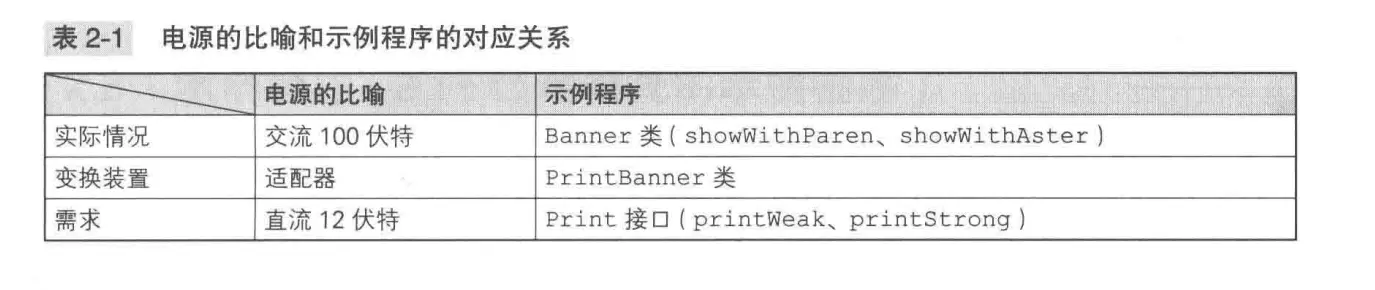 表 2-1 电源的比喻和示例程序的对应关系
电源的比喻 示例程序
实际情况 交流 100 伏特 Banner 类 ( showWithParen、showWithAster )
变换装置 适配器 PrintBanner 类
需求 直流 12 伏特 Print 接口 ( printWeak、printStrong )